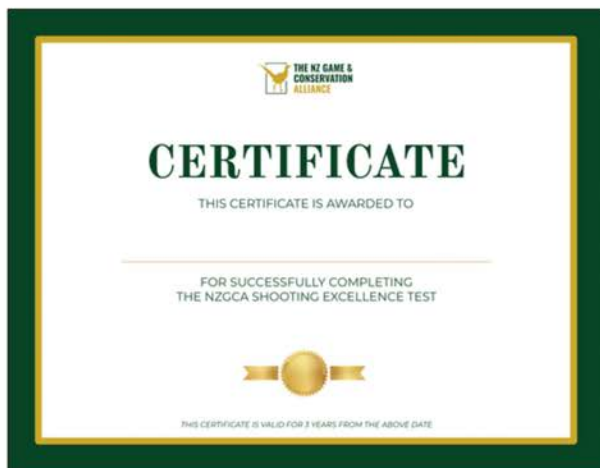 THE NZ GAME &
CONSERVATION
ALLIANCE
CERTIFICATE
THIS CERTIFICATE IS AWARDED TO
FOR SUCCESSFULLY COMPLETING
THE NZGCA SHOOTING EXCELLENCE TEST
THIS CERTIFICATE IS VALID FOR 3 YEARS FROM THE ABOVE DATE